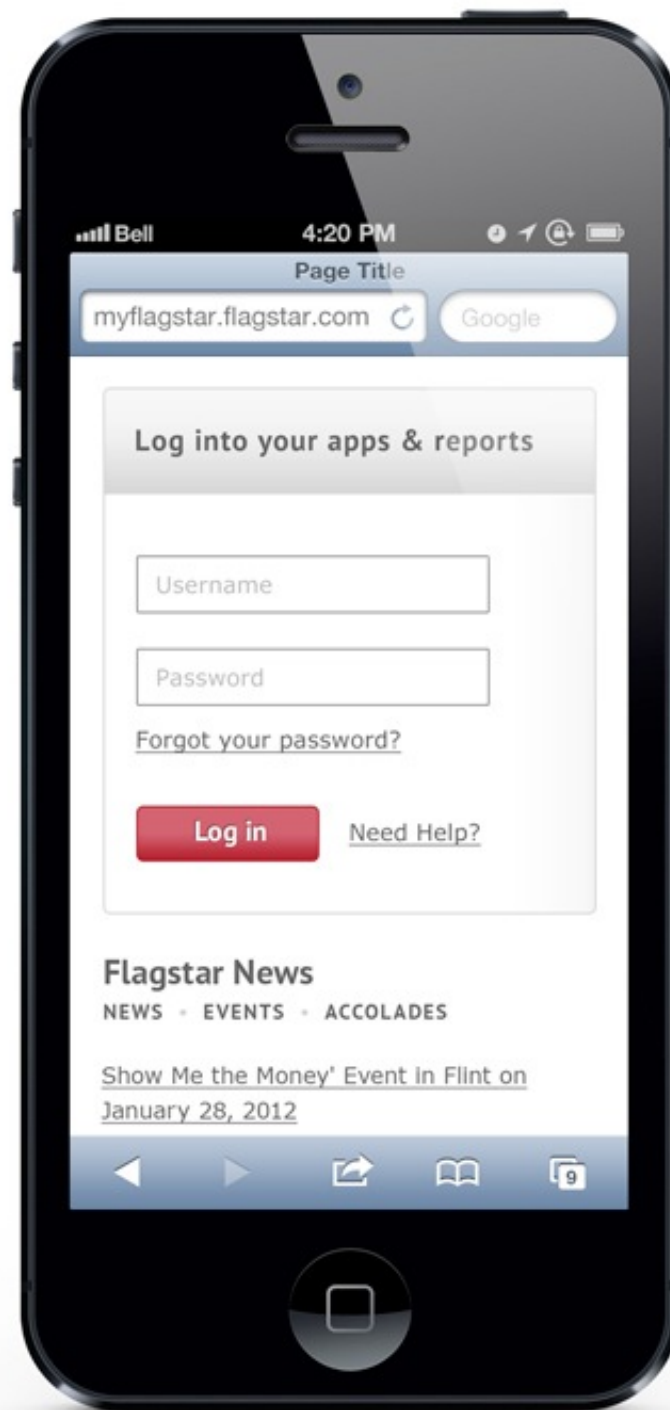 Bell 4:20 PM
Page Title
myflagstar.flagstar.com Google
Log into your apps & reports
Username
Password
Forgot your password?
Log in Need Help?
Flagstar News
NEWS • EVENTS • ACCOLADES
Show Me the Money' Event in Flint on
January 28, 2012
9